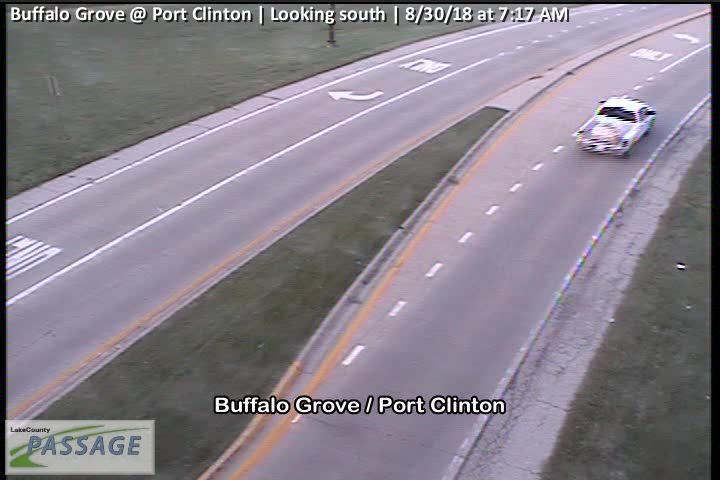 Buffalo Grove @ Port Clinton | Looking south | 8/30/18 at 7:17 AM
ONLY
ONLY
Buffalo Grove / Port Clinton
LakeCounty
PASSAGE